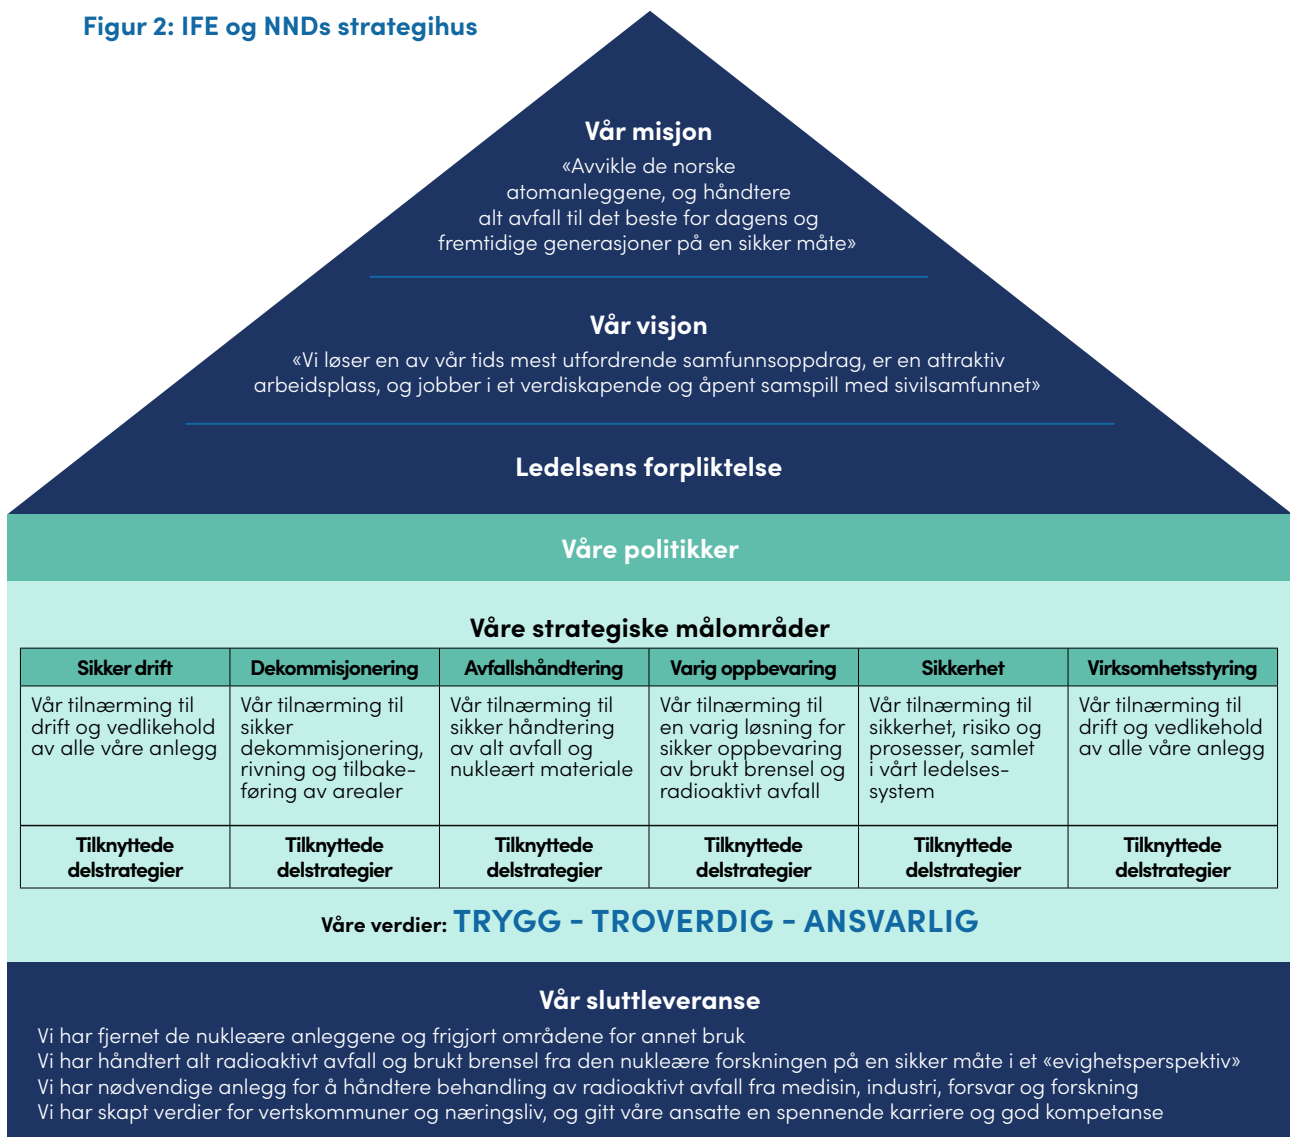 Figur 2: IFE og NNDs strategihus
Vår misjon
«Avvikle de norske
atomanleggene, og håndtere
alt avfall til det beste for dagens og
fremtidige generasjoner på en sikker måte»
Vår visjon
«Vi løser en av vår tids mest utfordrende samfunnsoppdrag, er en attraktiv
arbeidsplass, og jobber i et verdiskapende og åpent samspill med sivilsamfunnet»
Ledelsens forpliktelse
Våre politikker
Våre strategiske målområder
Sikker drift
Vår tilnærming til
drift og vedlikehold
av alle våre anlegg
Tilknyttede
delstrategier
Dekommisjonering
Vår tilnærming til
sikker
dekommisjonering,
rivning og tilbake-
føring av arealer
Tilknyttede
delstrategier
Avfallshåndtering
Vår tilnærming til
sikker håndtering
av alt avfall og
nukleært materiale
Tilknyttede
delstrategier
Varig oppbevaring
Vår tilnærming til
en varig løsning for
sikker oppbevaring
av brukt brensel og
radioaktivt avfall
Tilknyttede
delstrategier
Sikkerhet
Vår tilnærming til
sikkerhet, risiko og
prosesser, samlet
i vårt ledelses-
system
Tilknyttede
delstrategier
Virksomhetsstyring
Vår tilnærming til
drift og vedlikehold
av alle våre anlegg
Tilknyttede
delstrategier
Våre verdier: TRYGG - TROVERDIG - ANSVARLIG
Vår sluttleveranse
Vi har fjernet de nukleære anleggene og frigjort områdene for annet bruk
Vi har håndtert alt radioaktivt avfall og brukt brensel fra den nukleære forskningen på en sikker måte i et «evighetsperspektiv»
Vi har nødvendige anlegg for å håndtere behandling av radioaktivt avfall fra medisin, industri, forsvar og forskning
Vi har skapt verdier for vertskommuner og næringsliv, og gitt våre ansatte en spennende karriere og god kompetanse